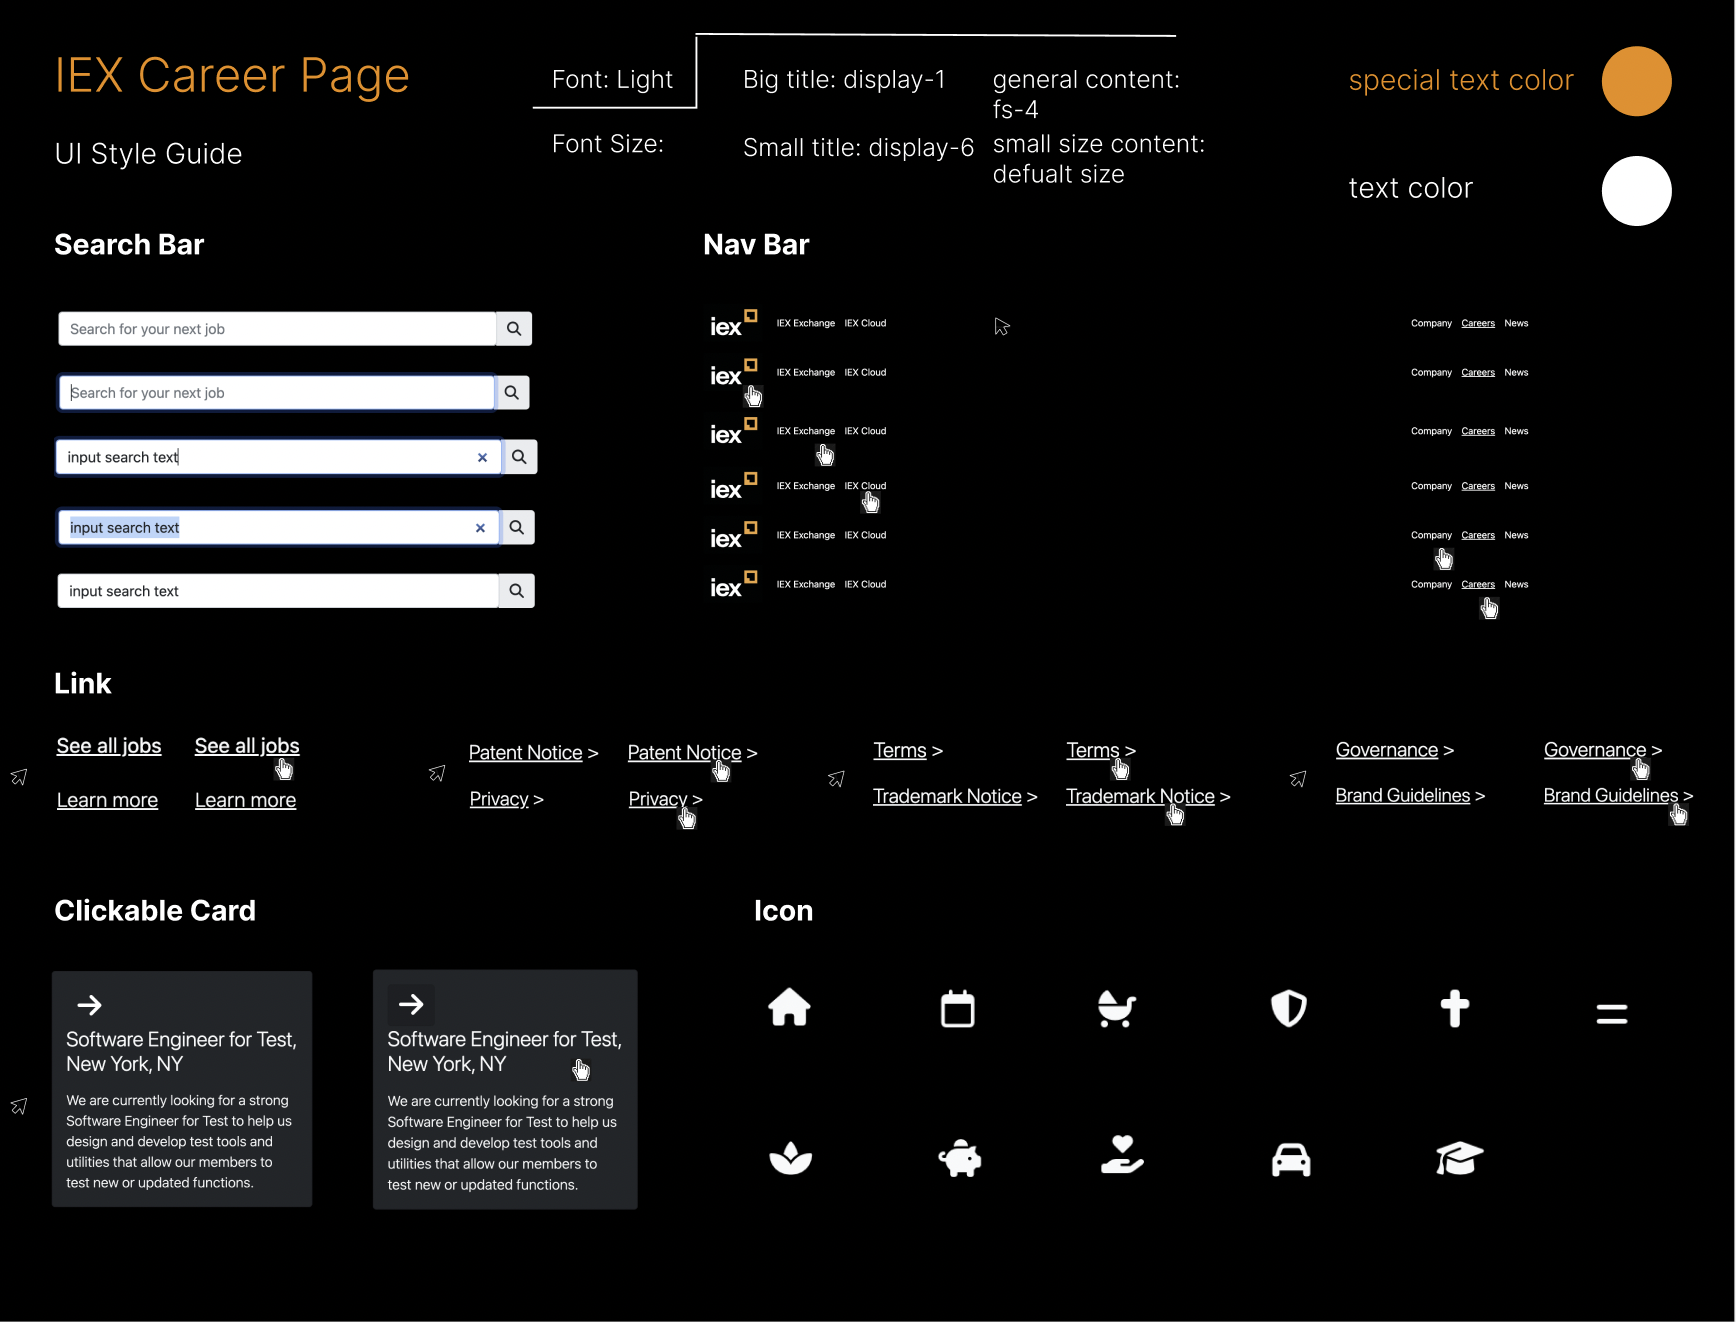 IEX Career Page
UI Style Guide
Font: Light
Font Size:
Big title: display-1
Small title: display-6
general content:
fs-4
small size content:
defualt size
special text color
text color
Search Bar
Search for your next job
Search for your next job
input search text
input search text
input search text
Nav Bar
iex IEX Exchange IEX Cloud Company Careers News
iex IEX Exchange IEX Cloud Company Careers News
iex IEX Exchange IEX Cloud Company Careers News
iex IEX Exchange IEX Cloud Company Careers News
iex IEX Exchange IEX Cloud Company Careers News
iex IEX Exchange IEX Cloud Company Careers News
Link
See all jobs See all jobs
Learn more Learn more
Patent Notice > Patent Notice >
Privacy > Privacy >
Terms > Terms >
Trademark Notice > Trademark Notice >
Governance > Governance >
Brand Guidelines > Brand Guidelines >
Clickable Card
Software Engineer for Test,
New York, NY
We are currently looking for a strong
Software Engineer for Test to help us
design and develop test tools and
utilities that allow our members to
test new or updated functions.
Software Engineer for Test,
New York, NY
We are currently looking for a strong
Software Engineer for Test to help us
design and develop test tools and
utilities that allow our members to
test new or updated functions.
Icon